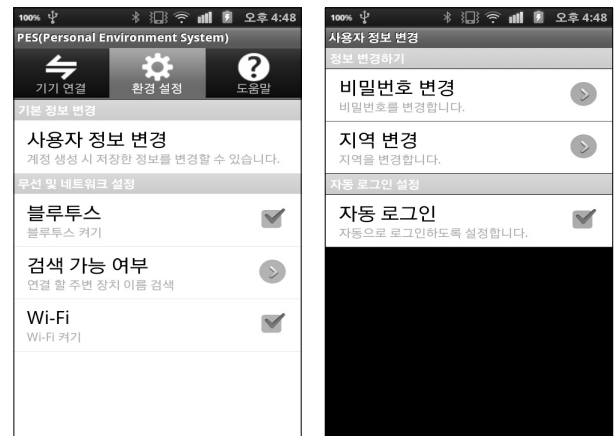 100% 오후 4:48
PES(Personal Environment System)
기기 연결 환경 설정 도움말
기본 정보 변경
사용자 정보 변경
계정 생성 시 저장한 정보를 변경할 수 있습니다.
무선 및 네트워크 설정
블루투스
블루투스 켜기
검색 가능 여부
연결 할 주변 장치 이름 검색
Wi-Fi
Wi-Fi 켜기
100% 오후 4:48
사용자 정보 변경
정보 변경하기
비밀번호 변경
비밀번호를 변경합니다.
지역 변경
지역을 변경합니다.
자동 로그인 설정
자동 로그인
자동으로 로그인하도록 설정합니다.